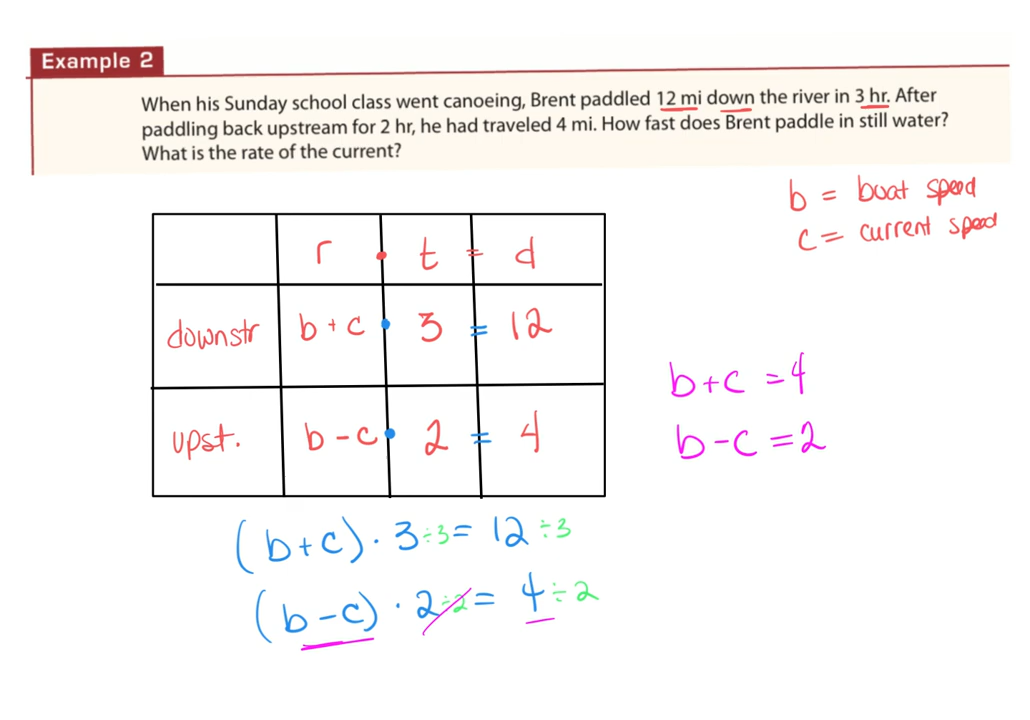 Example 2
When his Sunday school class went canoeing, Brent paddled 12 mi down the river in 3 hr. After
paddling back upstream for 2 hr, he had traveled 4 mi. How fast does Brent paddle in still water?
What is the rate of the current?
b = boat speed
c = current speed
r • t = d
downstr b + c • 3 = 12
upst. b - c • 2 = 4
b + c = 4
b - c = 2
(b + c) · 3 ÷3 = 12 ÷3
(b - c) · 2 ÷2 = 4 ÷2